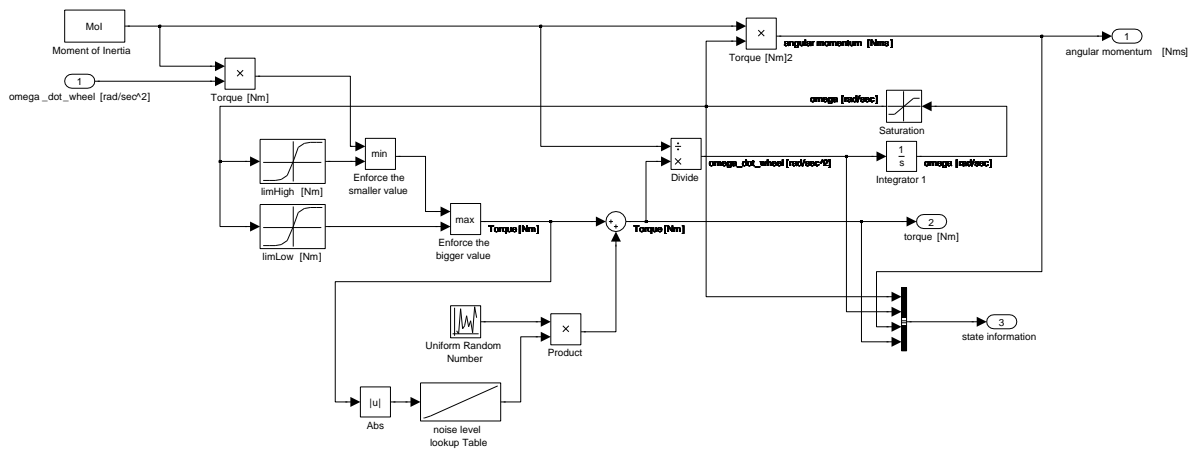 MoI
Moment of Inertia
1
omega _dot_wheel [rad/sec^2]
×
Torque [Nm]
×
Torque [Nm]2
angular momentum [Nms]
1
angular momentum [Nms]
omega [rad/sec]
Saturation
limHigh [Nm]
min
Enforce the
smaller value
÷
×
Divide
omega_dot_wheel [rad/sec^2]
1
s
Integrator 1
omega [rad/sec]
limLow [Nm]
max
Enforce the
bigger value
Torque [Nm]
+
+
Torque [Nm]
2
torque [Nm]
Uniform Random
Number
×
Product
3
state information
|u|
Abs
noise level
lookup Table